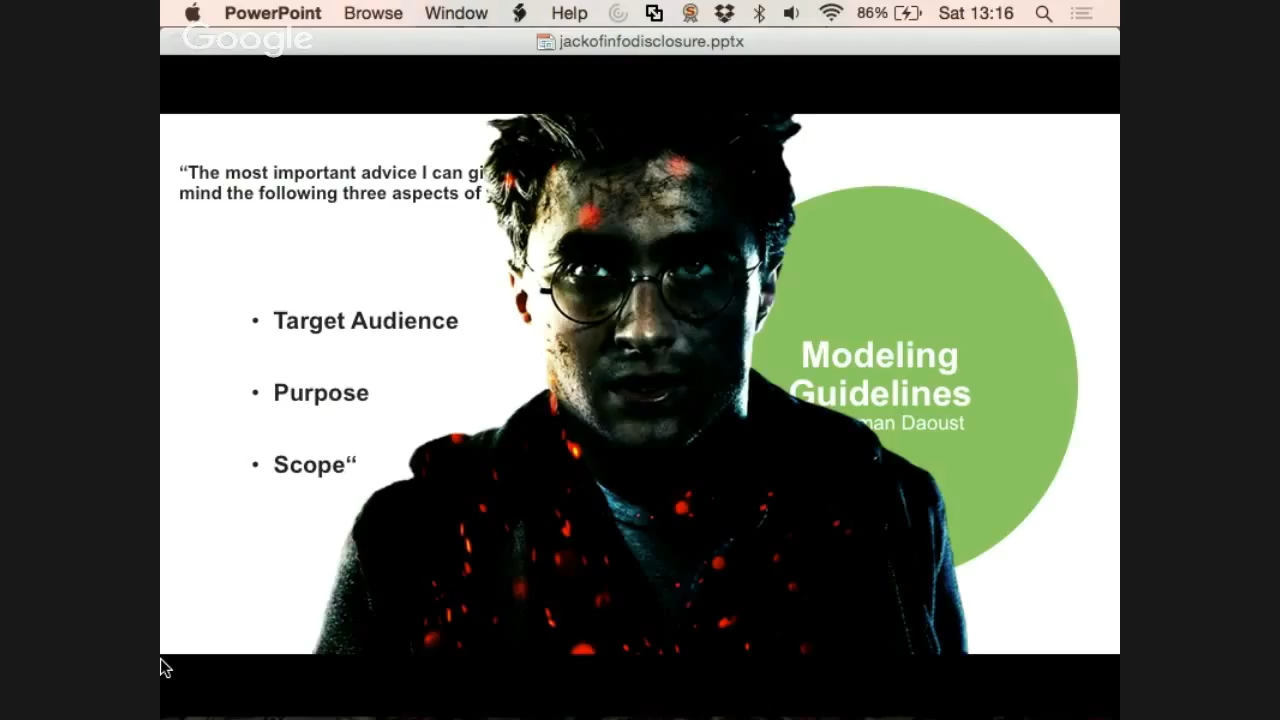 PowerPoint Browse Window Help 86% Sat 13:16
Google
jackofinfodisclosure.pptx
“The most important advice I can gi
mind the following three aspects of
• Target Audience
• Purpose
• Scope“
Modeling
Guidelines
man Daoust